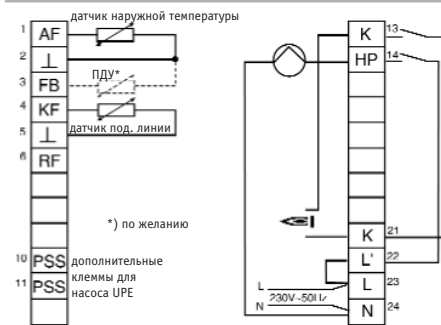 датчик наружной температуры
1 AF
2 ⊥
3 FB
ПДУ*
4 KF
5 ⊥
датчик под. линии
6 RF
*) по желанию
10 PSS
11 PSS
дополнительные
клеммы для
насоса UPE
K 13
HP 14
K 21
L' 22
L L 23
230V~50Hz
N N 24